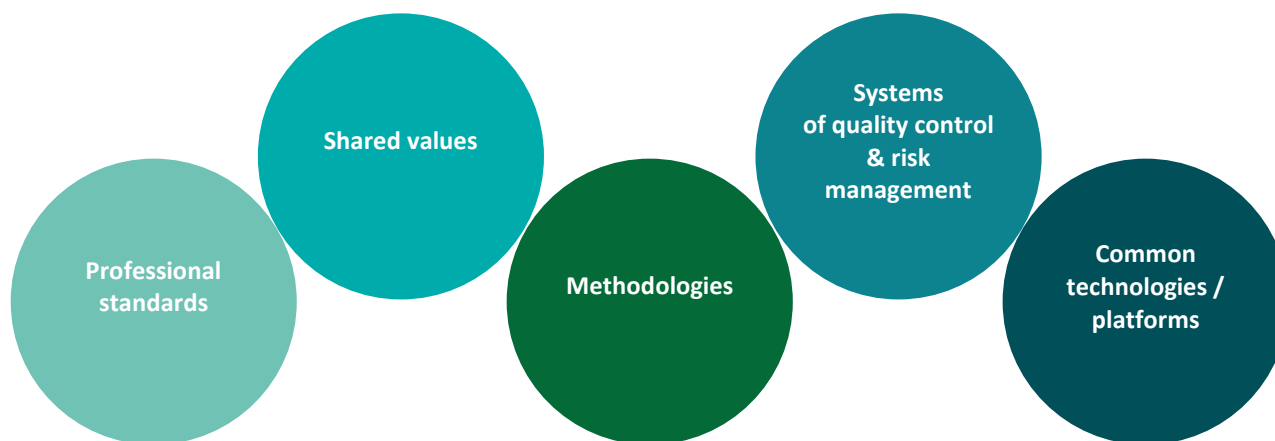 Professional
standards
Shared values
Methodologies
Systems
of quality control
& risk
management
Common
technologies /
platforms